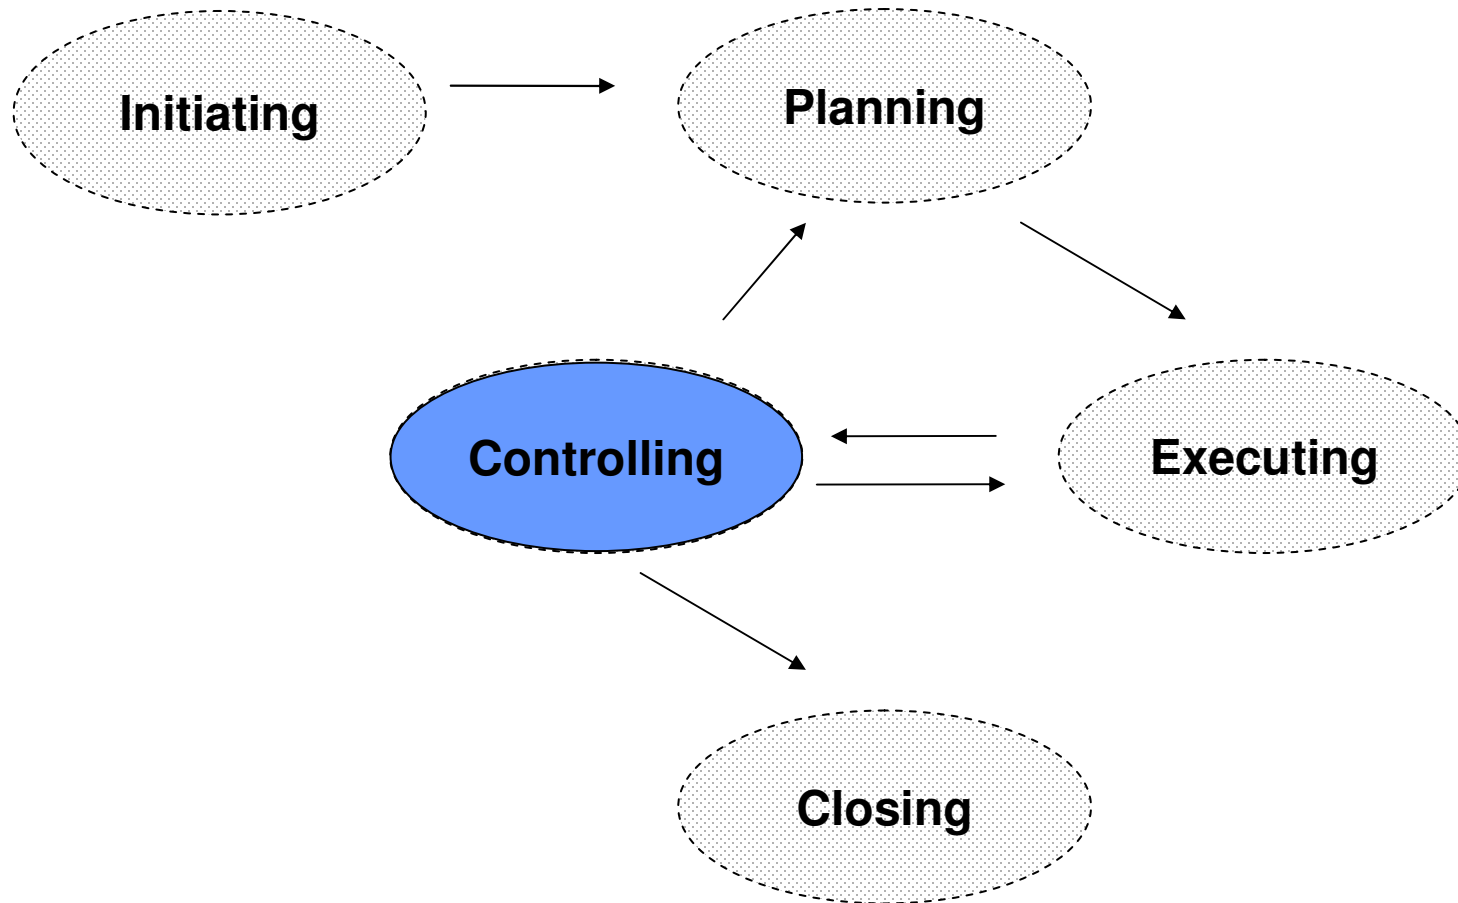 Initiating
Planning
Controlling
Executing
Closing